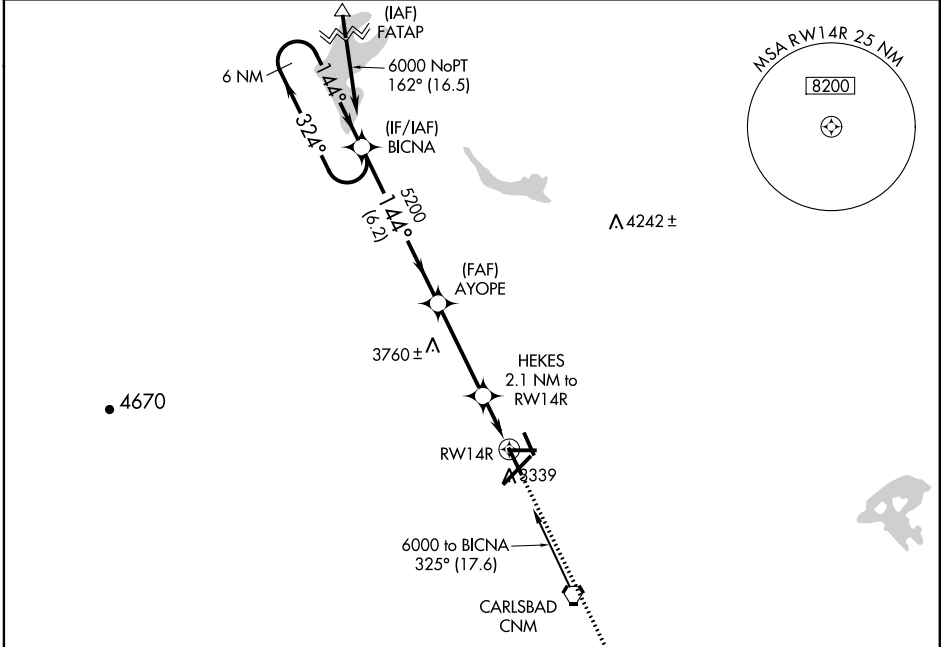 (IAF)
FATAP
6000 NoPT
162° (16.5)
6 NM
144°
324°
(IF/IAF)
BICNA
5200
144°
(6.2)
MSA RW14R 25 NM
8200
4242 ±
(FAF)
AYOPE
3760 ±
HEKES
2.1 NM to
RW14R
4670
RW14R
3339
6000 to BICNA
325° (17.6)
CARLSBAD
CNM